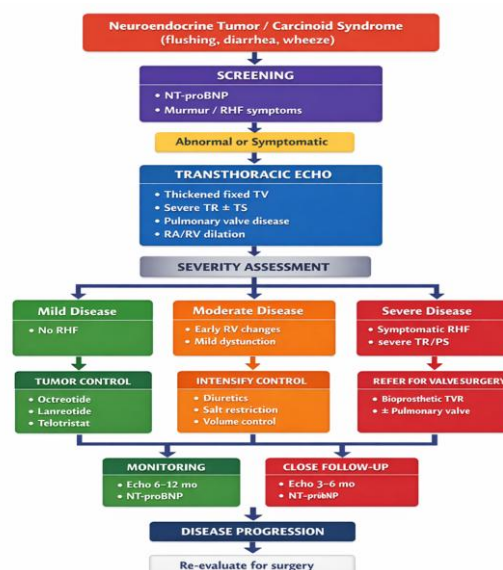 Neuroendocrine Tumor / Carcinoid Syndrome
(flushing, diarrhea, wheeze)
SCREENING
• NT-proBNP
• Murmur / RHF symptoms
Abnormal or Symptomatic
TRANSTHORACIC ECHO
• Thickened fixed TV
• Severe TR ± TS
• Pulmonary valve disease
• RA/RV dilation
SEVERITY ASSESSMENT
Mild Disease
• No RHF
Moderate Disease
• Early RV changes
• Mild dystunction
Severe Disease
• Symptomatic RHF
• severe TR/PS
TUMOR CONTROL
• Octreotide
• Lanreotide
• Telotristat
INTENSIFY CONTROL
• Diuretics
• Salt restriction
• Volume control
REFER FOR VALVE SURGERY
• Bioprosthetic TVR
• ± Pulmonary valve
MONITORING
• Echo 6–12 mo
• NT-proBNP
CLOSE FOLLOW-UP
• Echo 3–6 mo
• NT-proBNP
DISEASE PROGRESSION
Re-evaluate for surgery